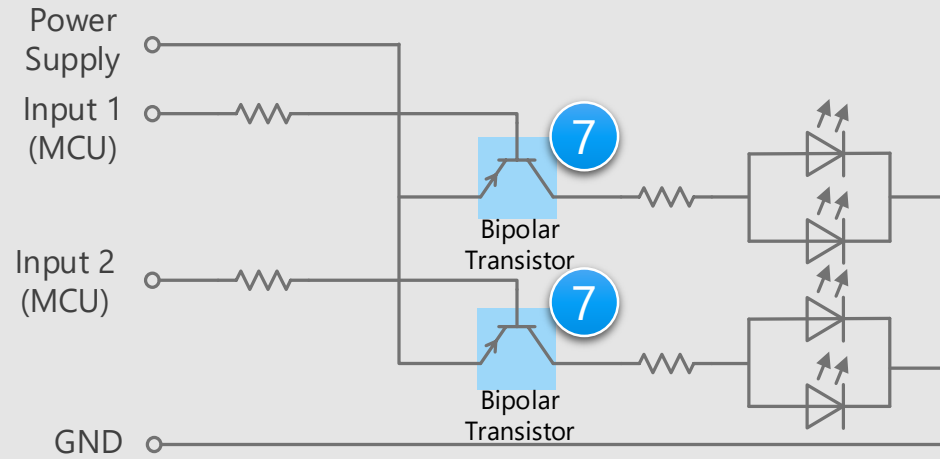 Power
Supply
Input 1
(MCU)
7
Bipolar
Transistor
Input 2
(MCU)
7
Bipolar
Transistor
GND